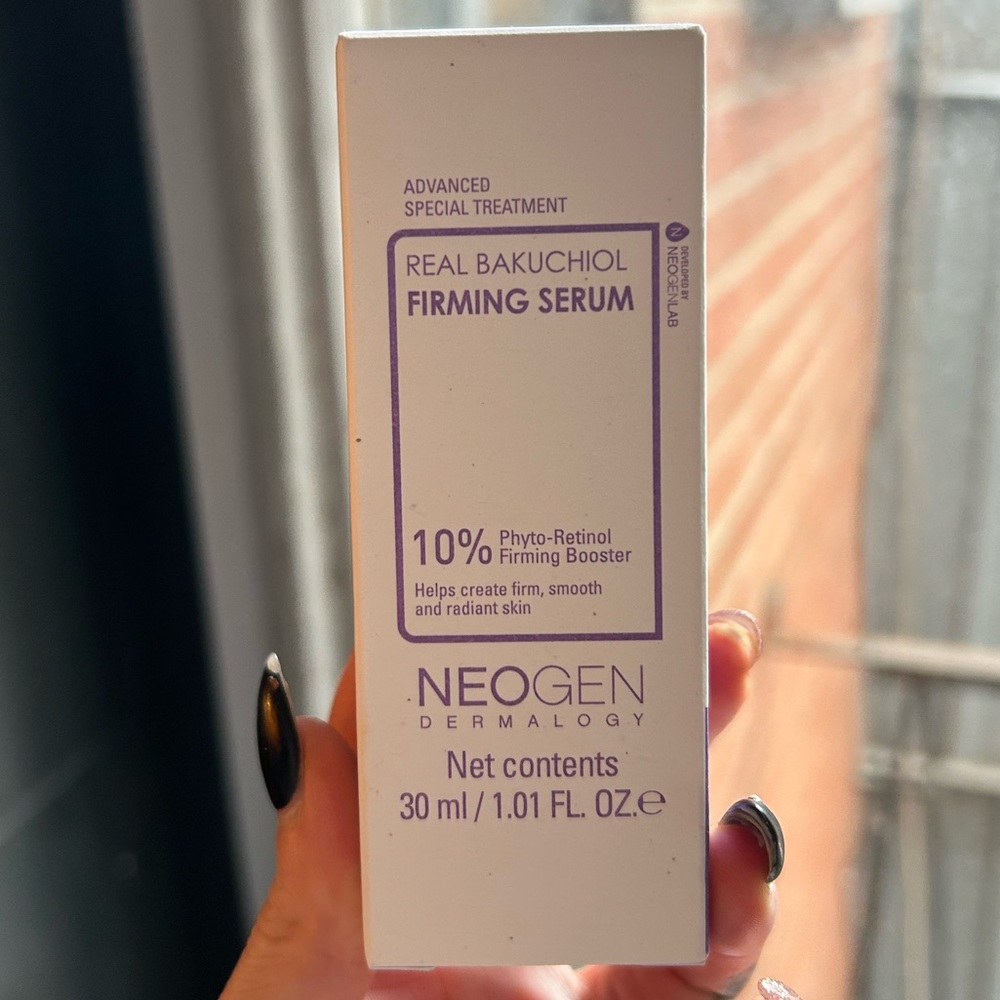 ADVANCED
SPECIAL TREATMENT
REAL BAKUCHIOL
FIRMING SERUM
N
DEVELOPED BY
NEOGENLAB
10% Phyto-Retinol
Firming Booster
Helps create firm, smooth
and radiant skin
NEOGEN
DERMALOGY
Net contents
30 ml / 1.01 FL. OZ.℮